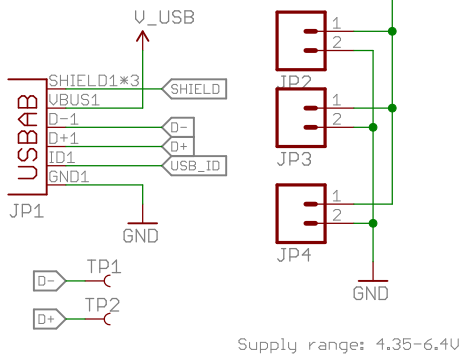 V_USB
SHIELD1*3
SHIELD
VBUS1
D-1
D-
D+1
D+
ID1
USB_ID
GND1
USBAB
JP1
GND
1
2
JP2
1
2
JP3
1
2
JP4
GND
D-
TP1
D+
TP2
Supply range: 4.35-6.4V